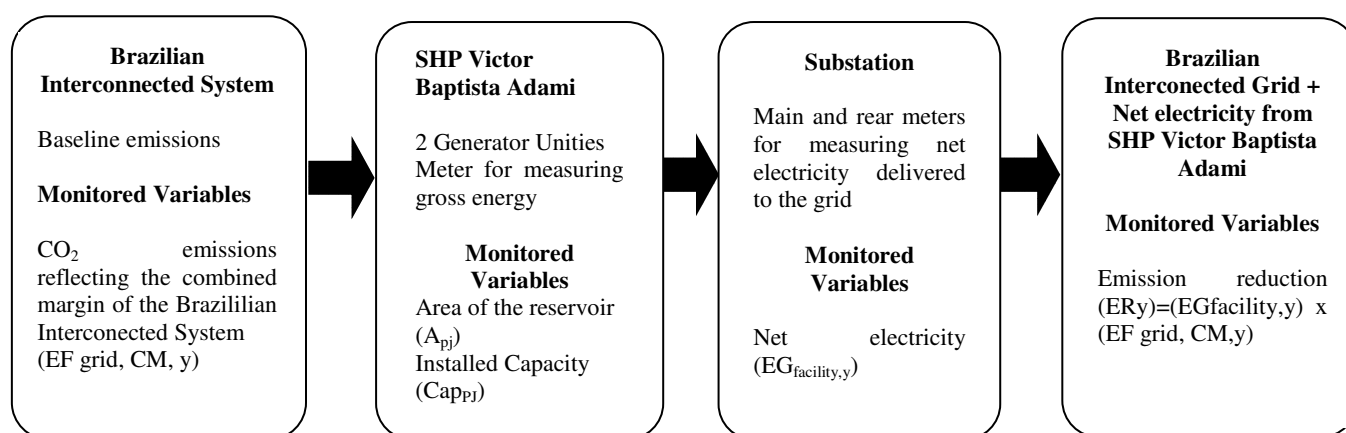 Brazilian
Interconnected System
Baseline emissions
Monitored Variables
CO₂ emissions
reflecting the combined
margin of the Brazililian
Interconnected System
(EF grid, CM, y)
SHP Victor
Baptista Adami
2 Generator Unities
Meter for measuring
gross energy
Monitored
Variables
Area of the reservoir
(Apj)
Installed Capacity
(CapPJ)
Substation
Main and rear meters
for measuring net
electricity delivered
to the grid
Monitored
Variables
Net electricity
(EGfacility,y)
Brazilian
Interconected Grid +
Net electricity from
SHP Victor Baptista
Adami
Monitored Variables
Emission reduction
(ERy)=(EGfacility,y) x
(EF grid, CM,y)